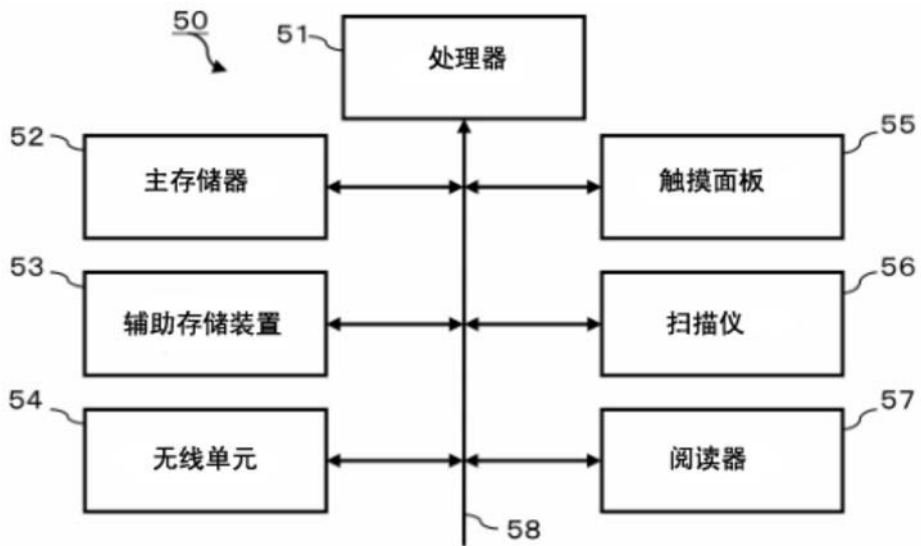 50
51
处理器
52
主存储器
55
触摸面板
53
辅助存储装置
56
扫描仪
54
无线单元
57
阅读器
58